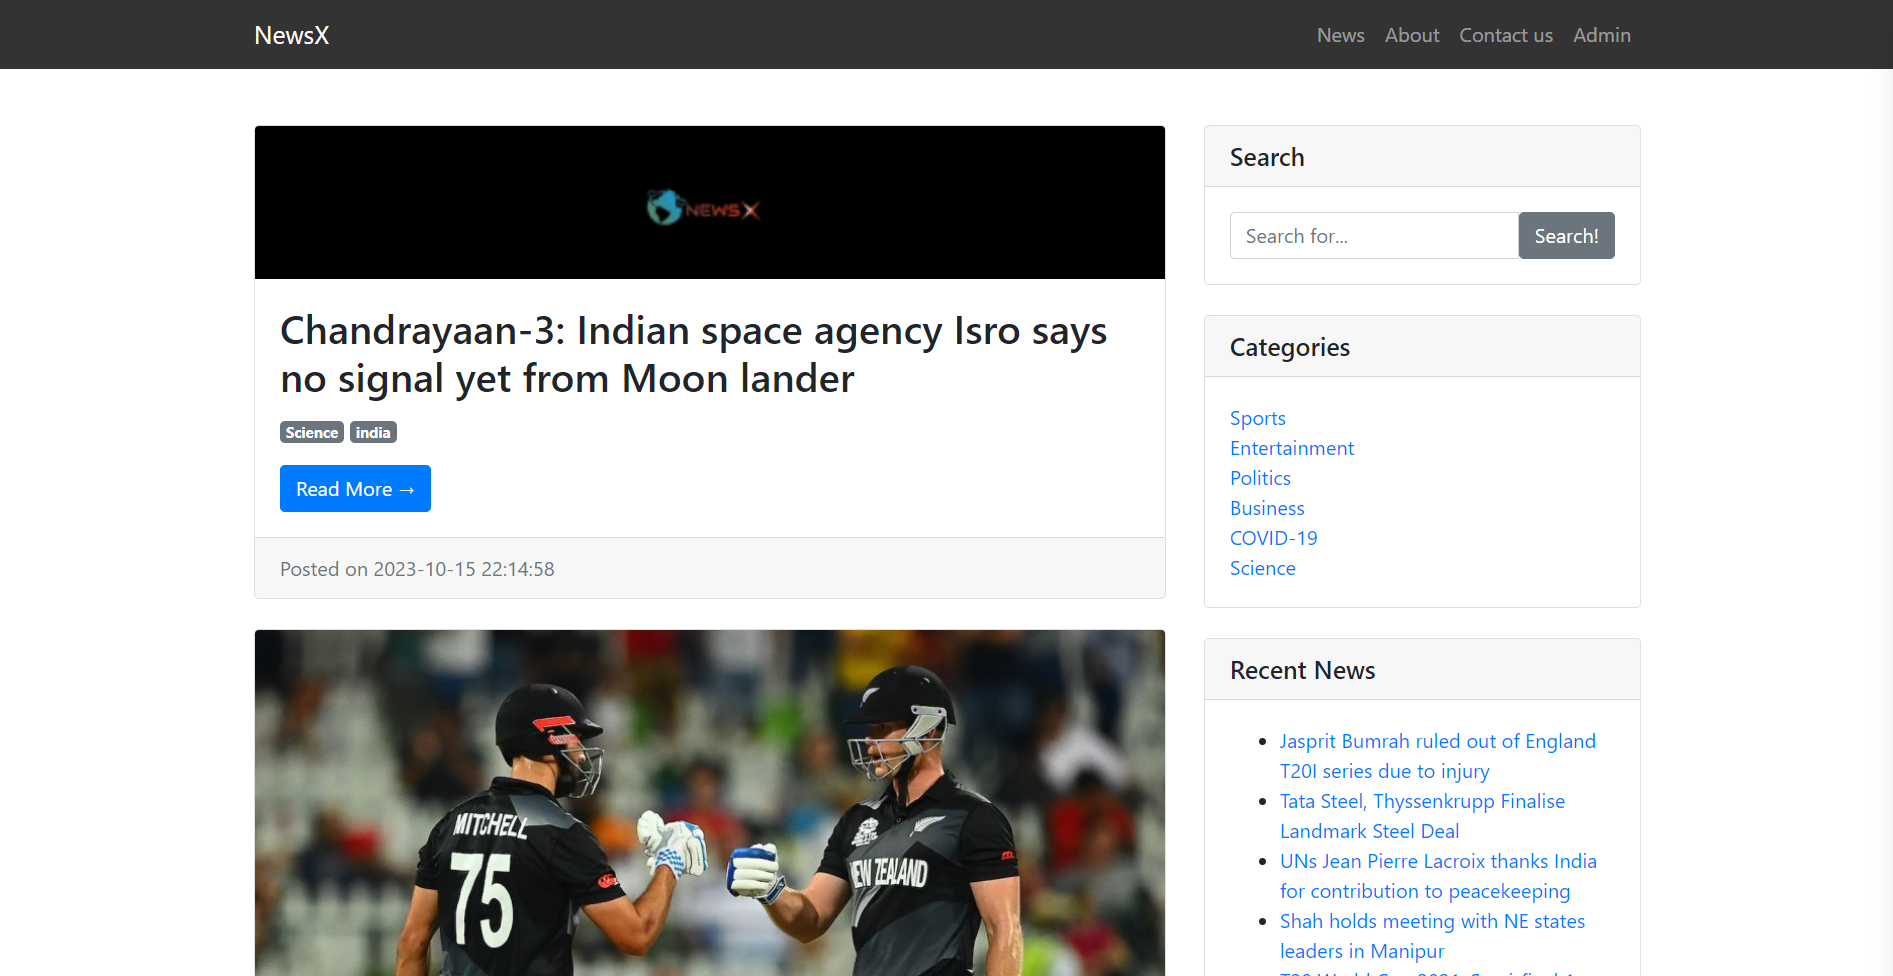 NewsX
News About Contact us Admin
NEWSX
Chandrayaan-3: Indian space agency Isro says
no signal yet from Moon lander
Science india
Read More →
Posted on 2023-10-15 22:14:58
MITCHELL
75
NEW ZEALAND
Search
Search for...
Search!
Categories
Sports
Entertainment
Politics
Business
COVID-19
Science
Recent News
Jasprit Bumrah ruled out of England
T20I series due to injury
Tata Steel, Thyssenkrupp Finalise
Landmark Steel Deal
UNs Jean Pierre Lacroix thanks India
for contribution to peacekeeping
Shah holds meeting with NE states
leaders in Manipur